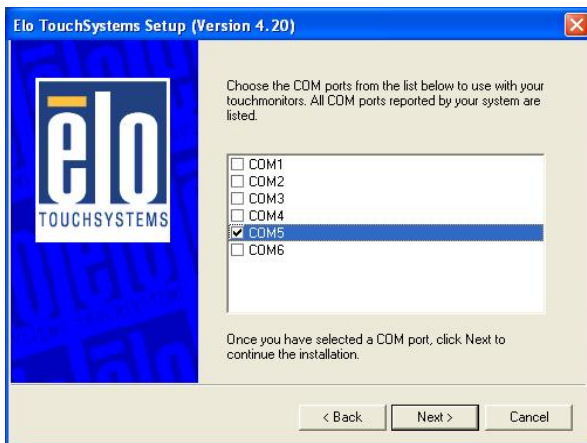 Elo TouchSystems Setup (Version 4.20)
elo
TOUCHSYSTEMS
Choose the COM ports from the list below to use with your
touchmonitors. All COM ports reported by your system are
listed.
COM1
COM2
COM3
COM4
COM5
COM6
Once you have selected a COM port, click Next to
continue the installation.
< Back
Next >
Cancel